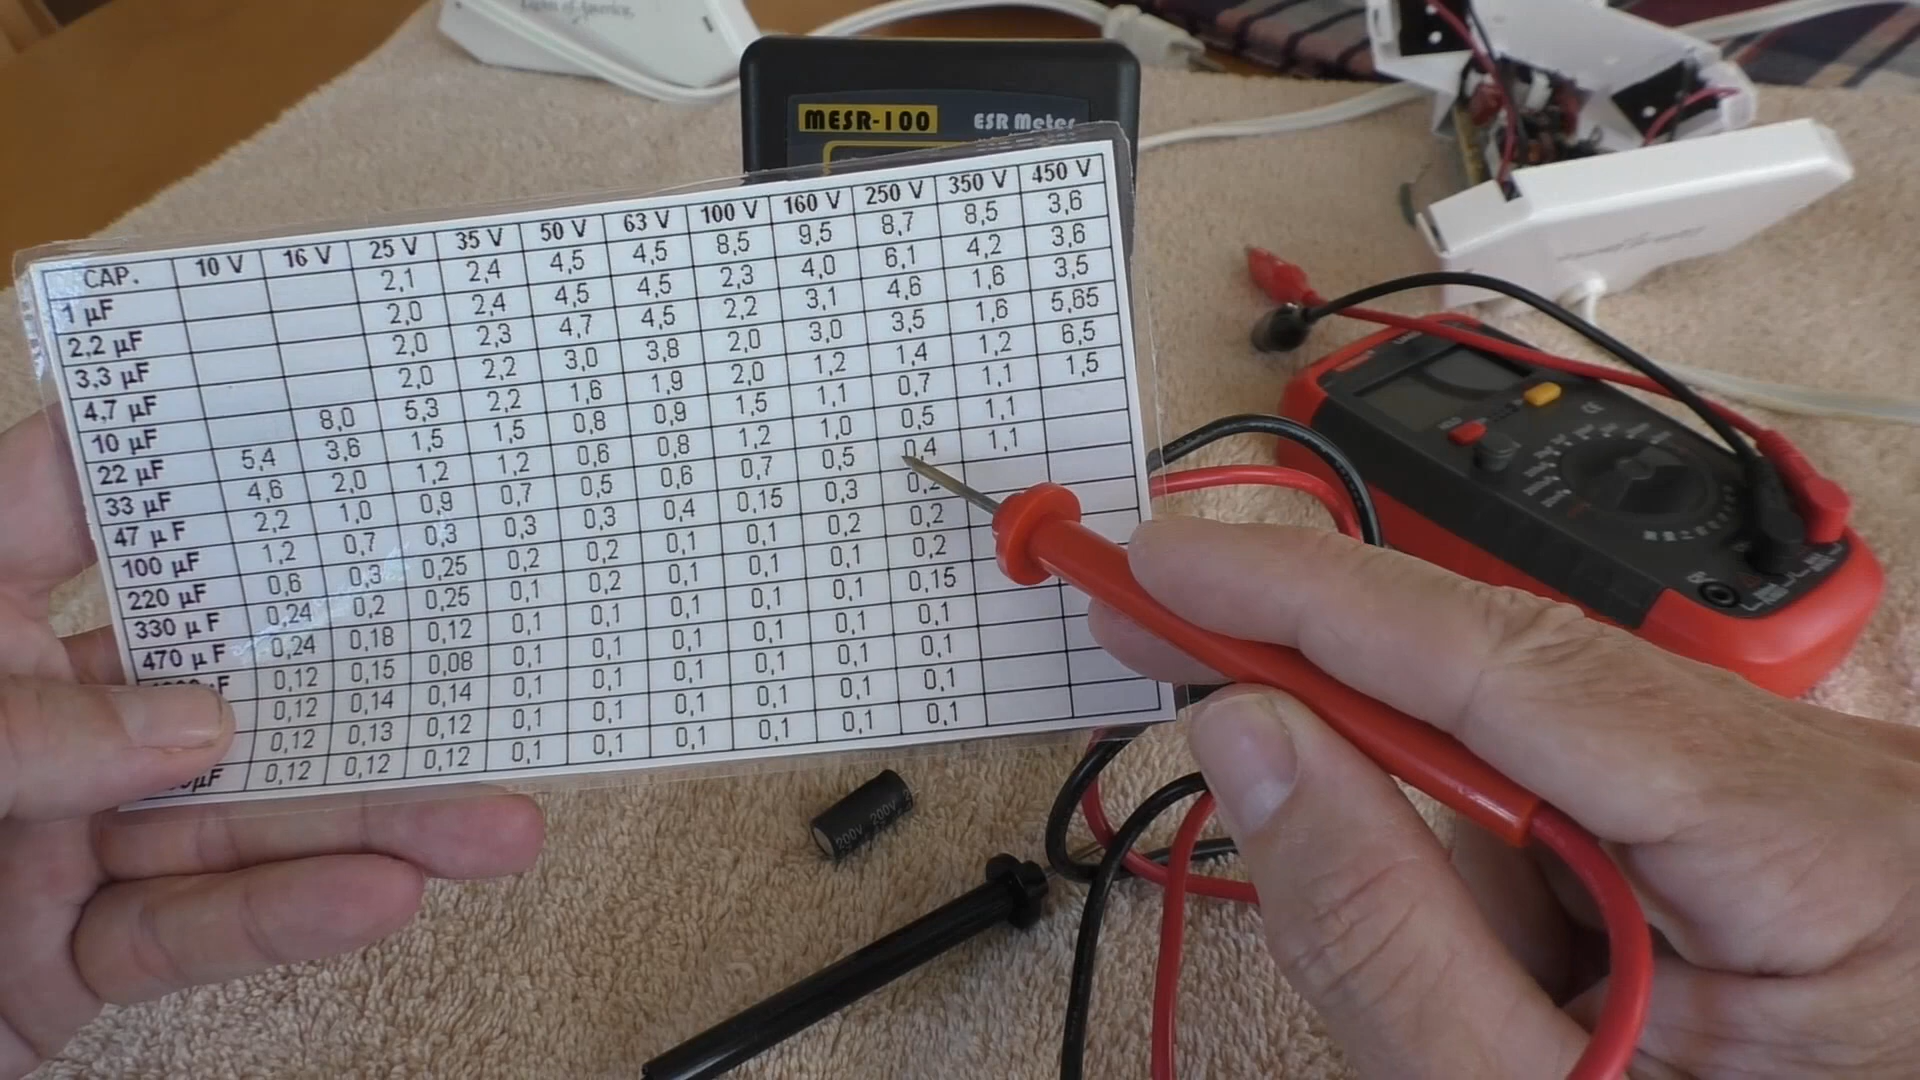 Lights of America
MESR-100 ESR Meter
CAP. 10 V 16 V 25 V 35 V 50 V 63 V 100 V 160 V 250 V 350 V 450 V
1 µF 2,1 2,4 4,5 4,5 8,5 9,5 8,7 8,5 3,6
2,2 µF 2,0 2,4 4,5 4,5 2,3 4,0 6,1 4,2 3,6
3,3 µF 2,0 2,3 4,7 4,5 2,2 3,1 4,6 1,6 3,5
4,7 µF 2,0 2,2 3,0 3,8 2,0 3,0 3,5 1,6 5,65
10 µF 8,0 5,3 2,2 1,6 1,9 2,0 1,2 1,4 1,2 6,5
22 µF 5,4 3,6 1,5 1,5 0,8 0,9 1,5 1,1 0,7 1,1 1,5
33 µF 4,6 2,0 1,2 1,2 0,6 0,8 1,2 1,0 0,5 1,1
47 µ F 2,2 1,0 0,9 0,7 0,5 0,6 0,7 0,5 0,4 1,1
100 µF 1,2 0,7 0,3 0,3 0,3 0,4 0,15 0,3 0,2
220 µF 0,6 0,3 0,25 0,2 0,2 0,1 0,1 0,2 0,2
330 µ F 0,24 0,2 0,25 0,1 0,2 0,1 0,1 0,1 0,2
470 µ F 0,24 0,18 0,12 0,1 0,1 0,1 0,1 0,1 0,15
0,12 0,15 0,08 0,1 0,1 0,1 0,1 0,1 0,1
0,12 0,14 0,14 0,1 0,1 0,1 0,1 0,1 0,1
0,12 0,13 0,12 0,1 0,1 0,1 0,1 0,1 0,1
µF 0,12 0,12 0,12 0,1 0,1 0,1 0,1 0,1 0,1
200V 200V